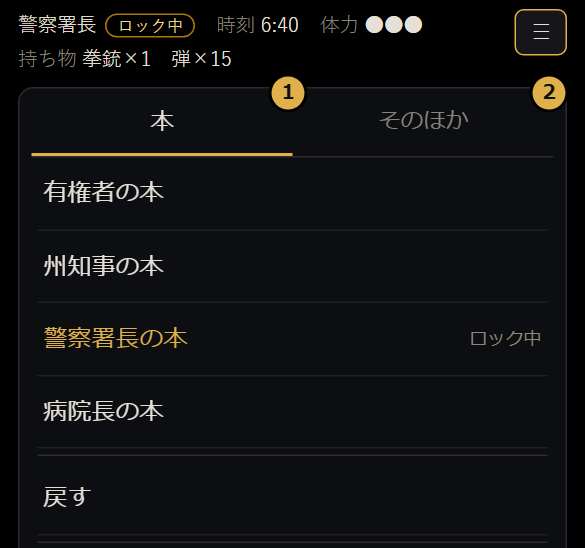 警察署長 ロック中 時刻 6:40 体力 ●●●
持ち物 拳銃×1 弾×15
1 2
本 そのほか
有権者の本
州知事の本
警察署長の本 ロック中
病院長の本
戻す